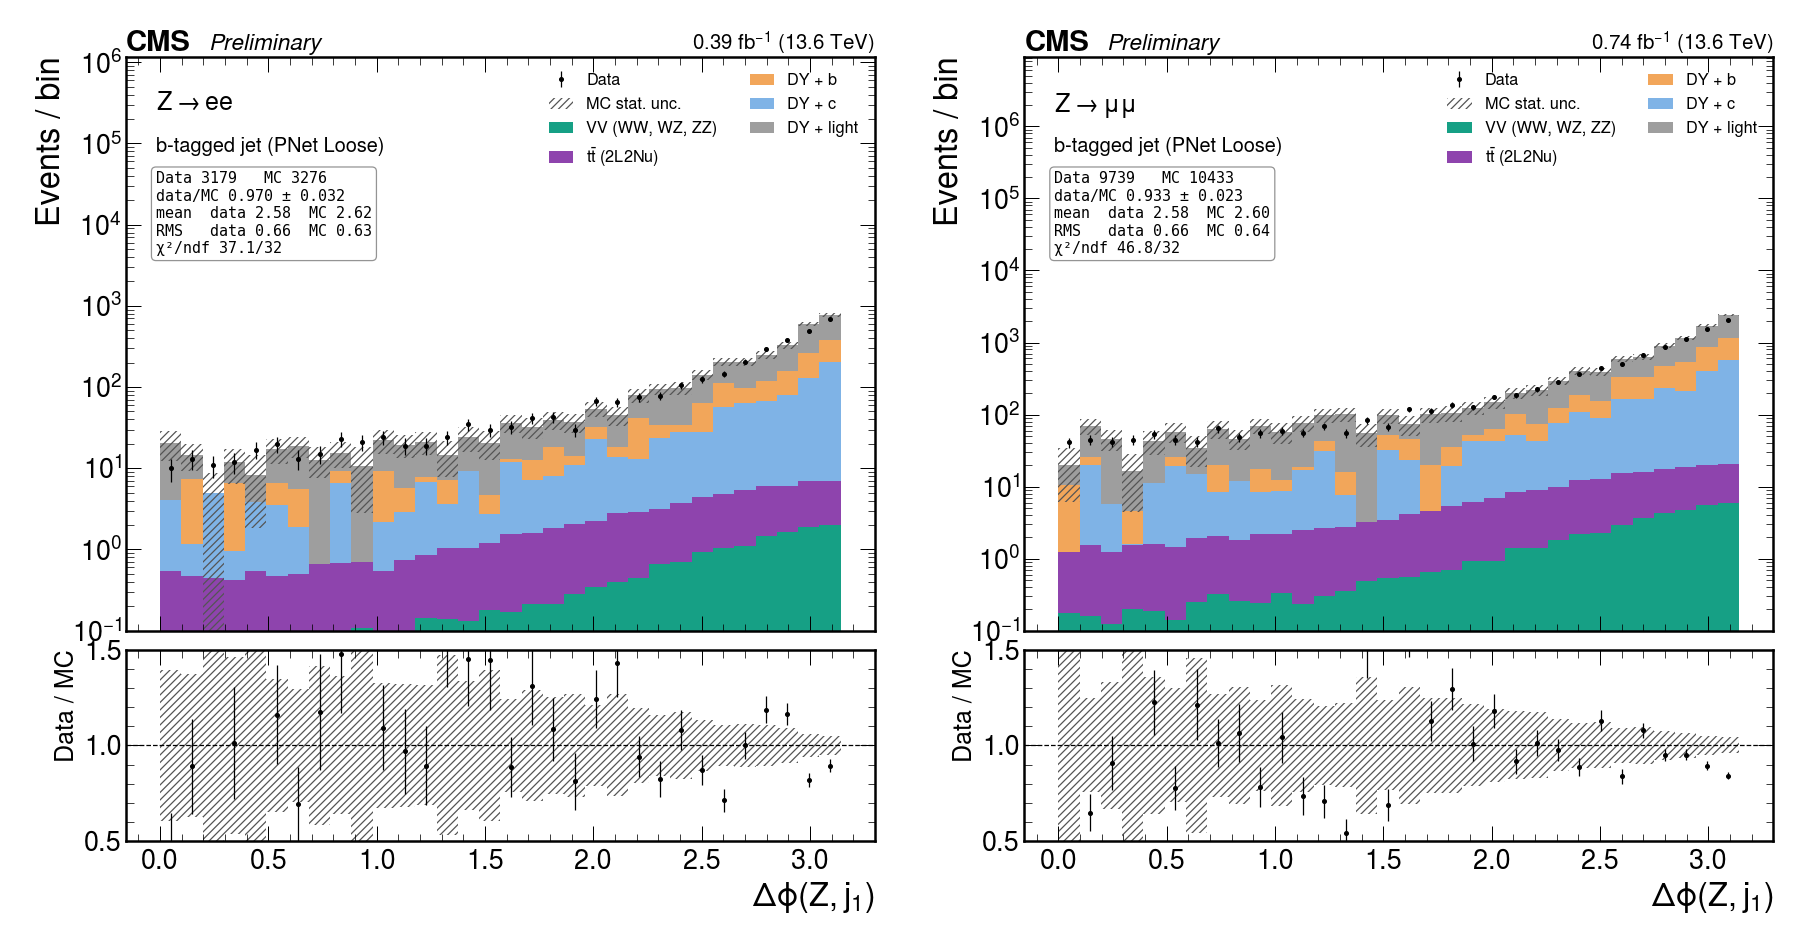 CMS Preliminary 0.39 fb⁻¹ (13.6 TeV)
Events / bin
10⁶
10⁵
10⁴
10³
10²
10¹
10⁰
10⁻¹
Z → ee
b-tagged jet (PNet Loose)
Data 3179 MC 3276
data/MC 0.970 ± 0.032
mean data 2.58 MC 2.62
RMS data 0.66 MC 0.63
χ²/ndf 37.1/32
Data
MC stat. unc.
VV (WW, WZ, ZZ)
tt̄ (2L2Nu)
DY + b
DY + c
DY + light
Data / MC
1.5
1.0
0.5
0.0 0.5 1.0 1.5 2.0 2.5 3.0
Δϕ(Z, j₁)
CMS Preliminary 0.74 fb⁻¹ (13.6 TeV)
Events / bin
10⁶
10⁵
10⁴
10³
10²
10¹
10⁰
10⁻¹
Z → μμ
b-tagged jet (PNet Loose)
Data 9739 MC 10433
data/MC 0.933 ± 0.023
mean data 2.58 MC 2.60
RMS data 0.66 MC 0.64
χ²/ndf 46.8/32
Data
MC stat. unc.
VV (WW, WZ, ZZ)
tt̄ (2L2Nu)
DY + b
DY + c
DY + light
Data / MC
1.5
1.0
0.5
0.0 0.5 1.0 1.5 2.0 2.5 3.0
Δϕ(Z, j₁)